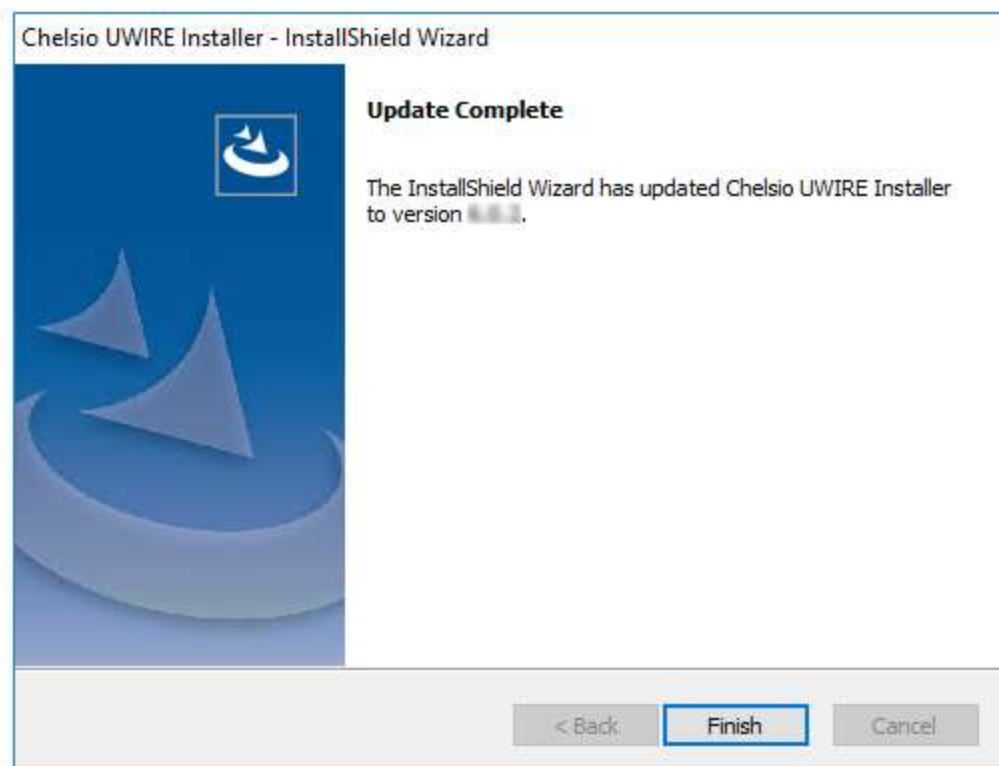 Chelsio UWIRE Installer - InstallShield Wizard
Update Complete
The InstallShield Wizard has updated Chelsio UWIRE Installer
to version .
< Back
Finish
Cancel